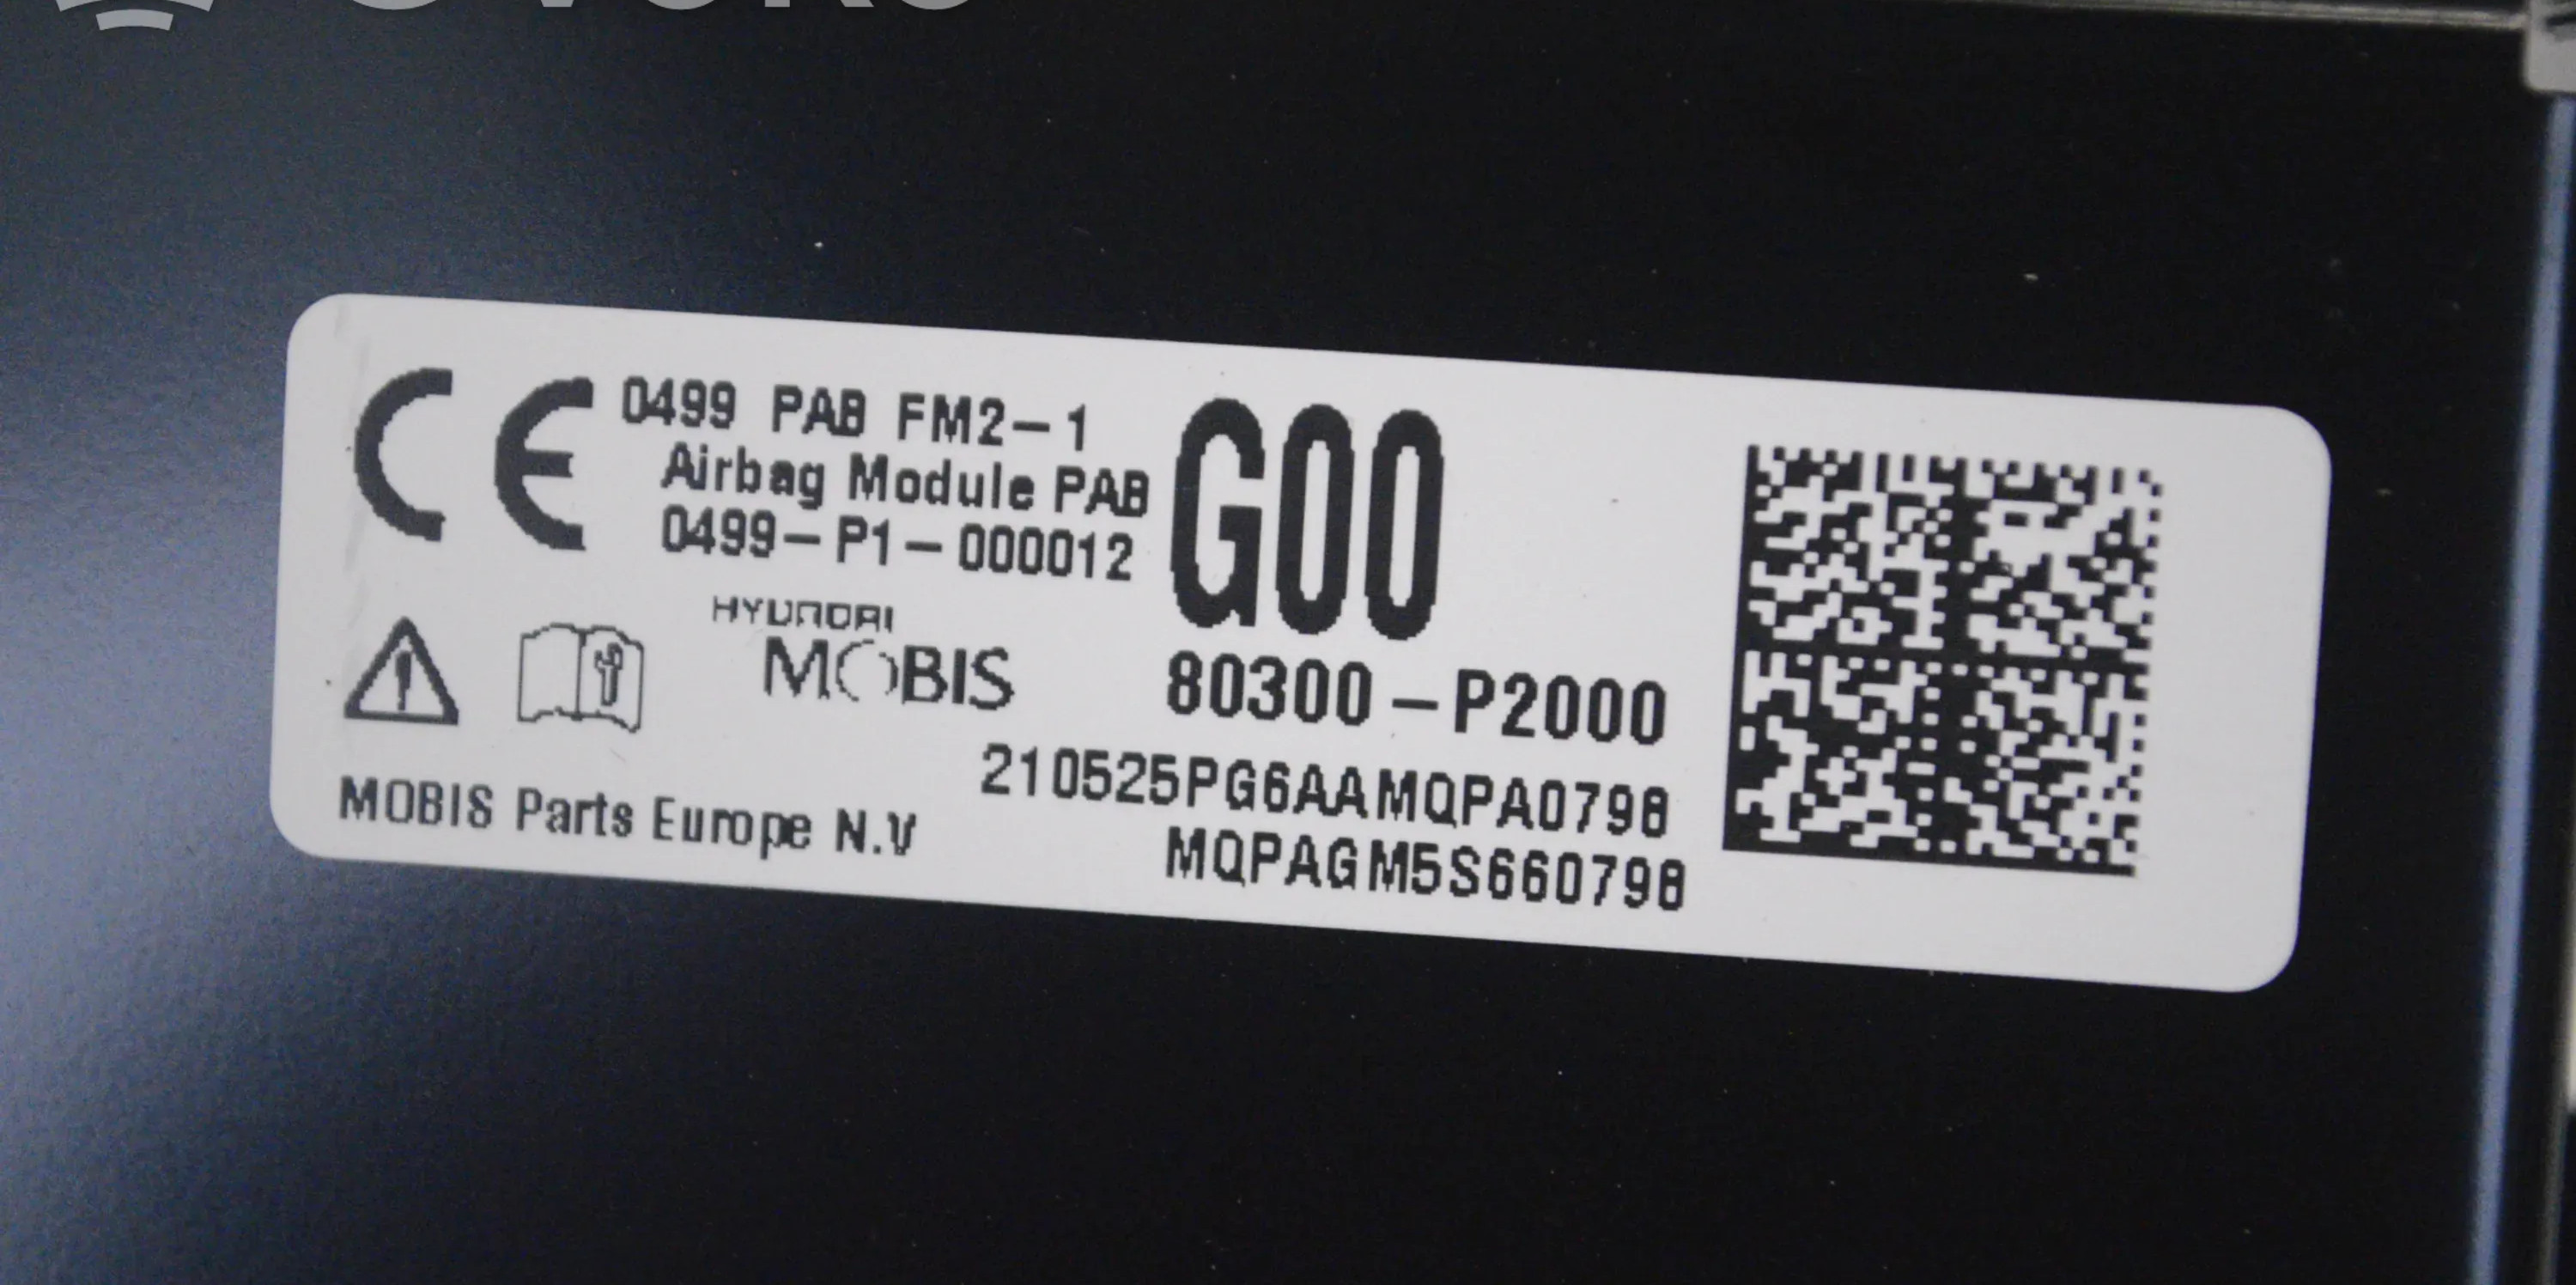 CE 0499 PAB FM2-1
Airbag Module PAB
0499-P1-000012
G00
HYUNDAI
MOBIS
80300-P2000
210525PG6AAMQPA0798
MOBIS Parts Europe N.V
MQPAGM5S660798